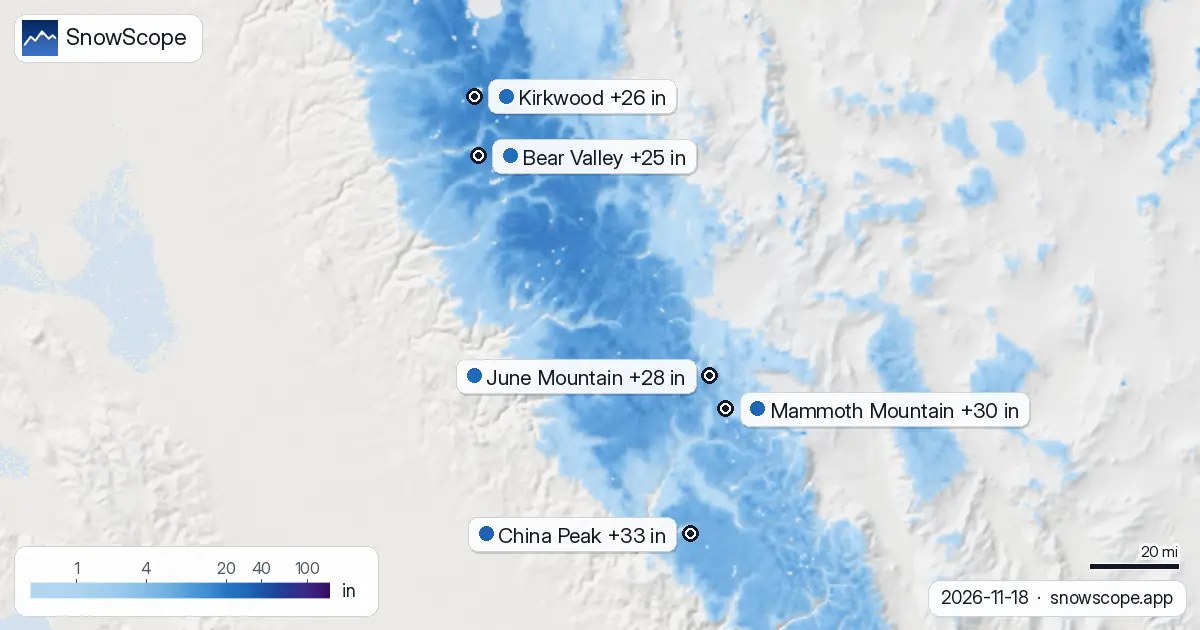 SnowScope
Kirkwood +26 in
Bear Valley +25 in
June Mountain +28 in
Mammoth Mountain +30 in
China Peak +33 in
1 4 20 40 100
in
20 mi
2026-11-18 · snowscope.app